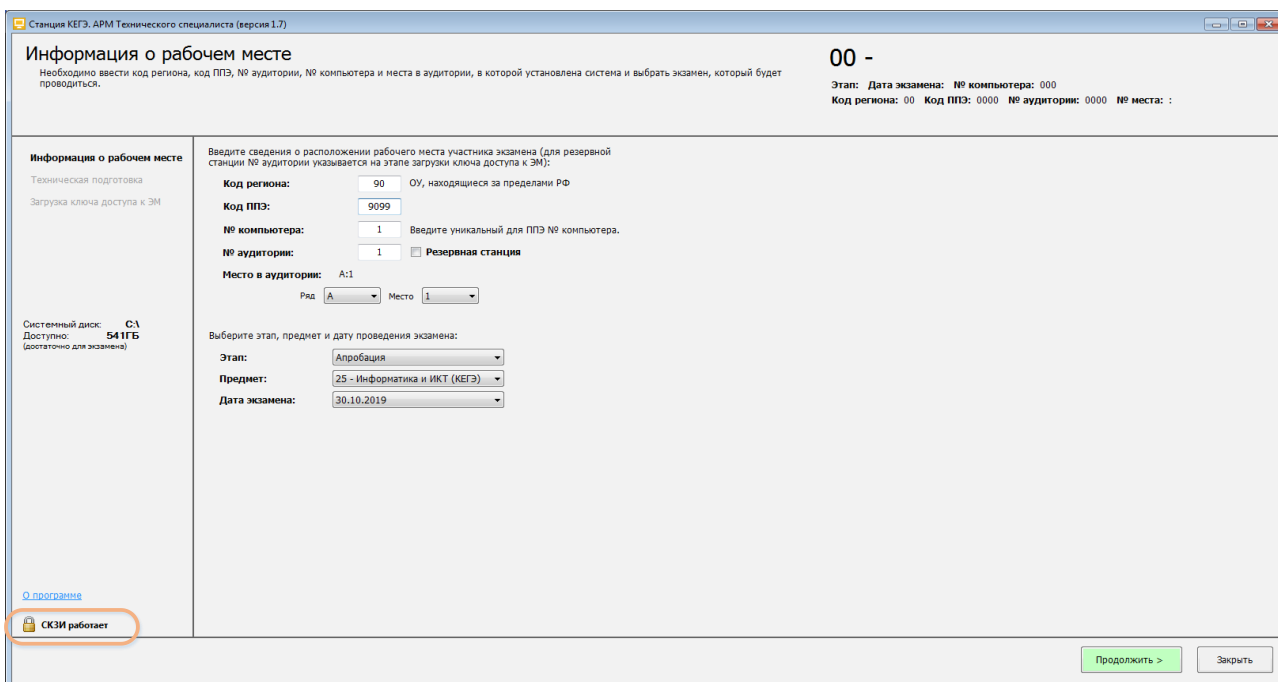 Станция КЕГЭ. АРМ Технического специалиста (версия 1.7)
Информация о рабочем месте
Необходимо ввести код региона, код ППЭ, № аудитории, № компьютера и места в аудитории, в которой установлена система и выбрать экзамен, который будет
проводиться.
00 -
Этап: Дата экзамена: № компьютера: 000
Код региона: 00 Код ППЭ: 0000 № аудитории: 0000 № места: :
Информация о рабочем месте
Техническая подготовка
Загрузка ключа доступа к ЭМ
Системный диск: C:\
Доступно: 541ГБ
(достаточно для экзамена)
О программе
СКЗИ работает
Введите сведения о расположении рабочего места участника экзамена (для резервной
станции № аудитории указывается на этапе загрузки ключа доступа к ЭМ):
Код региона: 90 ОУ, находящиеся за пределами РФ
Код ППЭ: 9099
№ компьютера: 1 Введите уникальный для ППЭ № компьютера.
№ аудитории: 1 Резервная станция
Место в аудитории: А:1
Ряд А Место 1
Выберите этап, предмет и дату проведения экзамена:
Этап: Апробация
Предмет: 25 - Информатика и ИКТ (КЕГЭ)
Дата экзамена: 30.10.2019
Продолжить > Закрыть